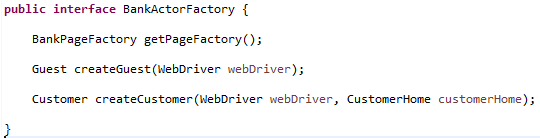 public interface BankActorFactory {
BankPageFactory getPageFactory();
Guest createGuest(WebDriver webDriver);
Customer createCustomer(WebDriver webDriver, CustomerHome customerHome);
}